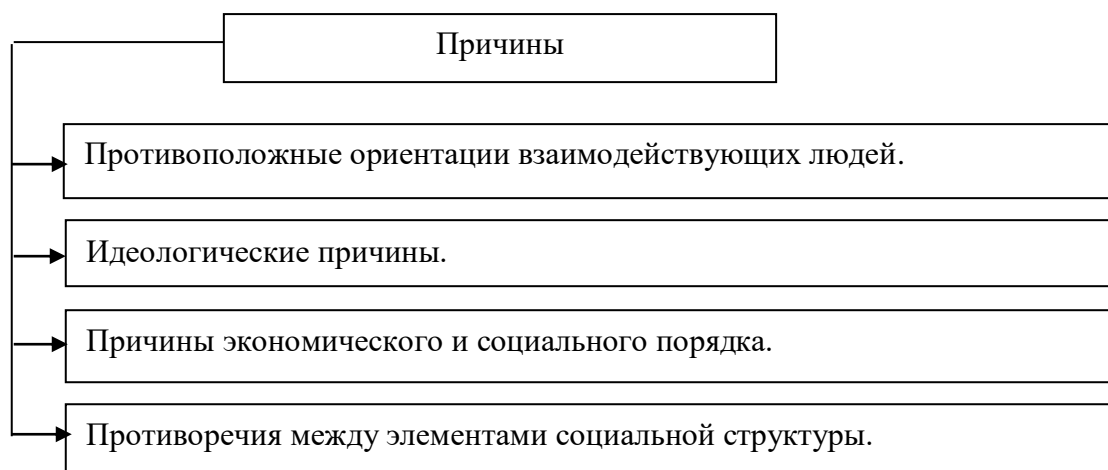 Причины
Противоположные ориентации взаимодействующих людей.
Идеологические причины.
Причины экономического и социального порядка.
Противоречия между элементами социальной структуры.